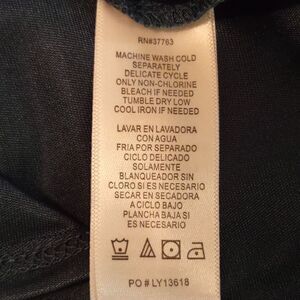 RN#37763
MACHINE WASH COLD
SEPARATELY
DELICATE CYCLE
ONLY NON-CHLORINE
BLEACH IF NEEDED
TUMBLE DRY LOW
COOL IRON IF NEEDED
LAVAR EN LAVADORA
CON AGUA
FRIA POR SEPARADO
CICLO DELICADO
SOLAMENTE
BLANQUEADOR SIN
CLORO SI ES NECESARIO
SECAR EN SECADORA
A CICLO BAJO
PLANCHA BAJA SI
ES NECESARIO
PO # LY13618